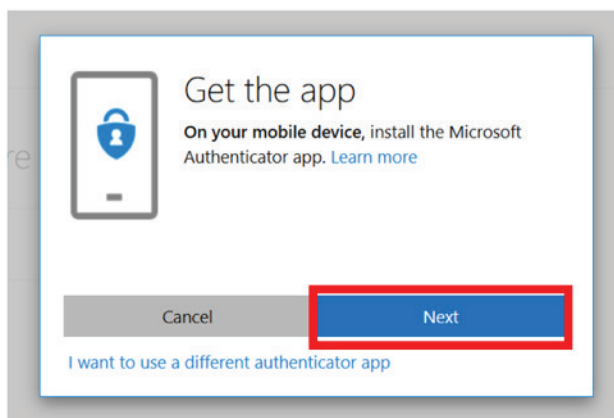 Get the app
On your mobile device, install the Microsoft
Authenticator app. Learn more
re
Cancel
Next
I want to use a different authenticator app